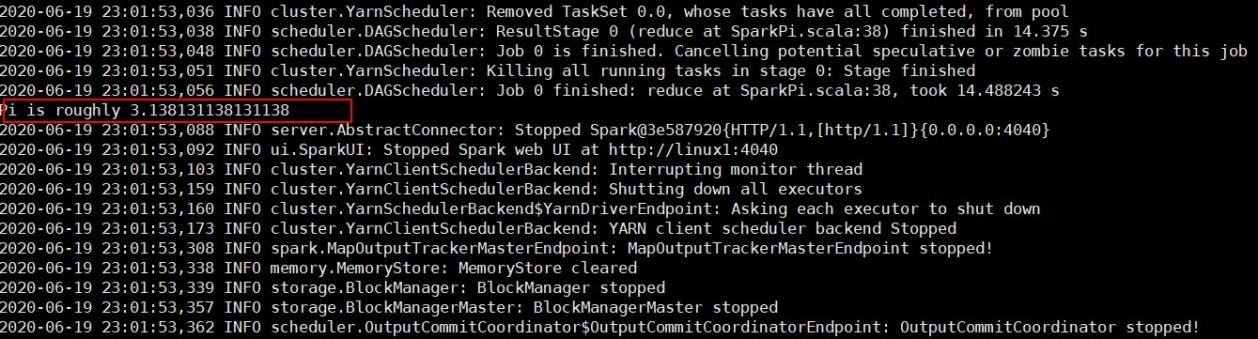 2020-06-19 23:01:53,036 INFO cluster.YarnScheduler: Removed TaskSet 0.0, whose tasks have all completed, from pool
2020-06-19 23:01:53,038 INFO scheduler.DAGScheduler: ResultStage 0 (reduce at SparkPi.scala:38) finished in 14.375 s
2020-06-19 23:01:53,048 INFO scheduler.DAGScheduler: Job 0 is finished. Cancelling potential speculative or zombie tasks for this job
2020-06-19 23:01:53,051 INFO cluster.YarnScheduler: Killing all running tasks in stage 0: Stage finished
2020-06-19 23:01:53,056 INFO scheduler.DAGScheduler: Job 0 finished: reduce at SparkPi.scala:38, took 14.488243 s
Pi is roughly 3.138131138131138
2020-06-19 23:01:53,088 INFO server.AbstractConnector: Stopped Spark@3e587920{HTTP/1.1,[http/1.1]}{0.0.0.0:4040}
2020-06-19 23:01:53,092 INFO ui.SparkUI: Stopped Spark web UI at http://linux1:4040
2020-06-19 23:01:53,103 INFO cluster.YarnClientSchedulerBackend: Interrupting monitor thread
2020-06-19 23:01:53,159 INFO cluster.YarnClientSchedulerBackend: Shutting down all executors
2020-06-19 23:01:53,160 INFO cluster.YarnSchedulerBackend$YarnDriverEndpoint: Asking each executor to shut down
2020-06-19 23:01:53,173 INFO cluster.YarnClientSchedulerBackend: YARN client scheduler backend Stopped
2020-06-19 23:01:53,308 INFO spark.MapOutputTrackerMasterEndpoint: MapOutputTrackerMasterEndpoint stopped!
2020-06-19 23:01:53,338 INFO memory.MemoryStore: MemoryStore cleared
2020-06-19 23:01:53,339 INFO storage.BlockManager: BlockManager stopped
2020-06-19 23:01:53,357 INFO storage.BlockManagerMaster: BlockManagerMaster stopped
2020-06-19 23:01:53,362 INFO scheduler.OutputCommitCoordinator$OutputCommitCoordinatorEndpoint: OutputCommitCoordinator stopped!